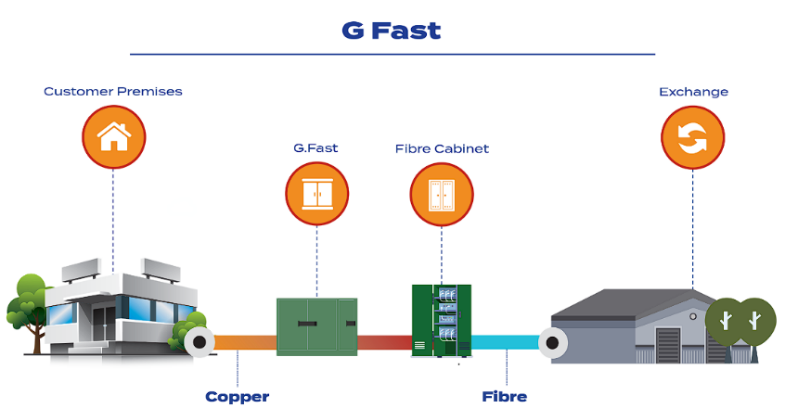 G Fast
Customer Premises
Exchange
G.Fast
Fibre Cabinet
Copper
Fibre